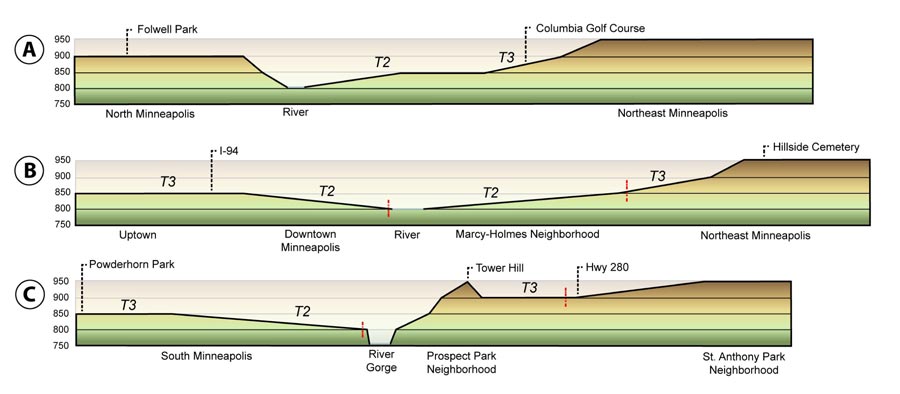 Folwell Park
Columbia Golf Course
A
950
900
850
800
750
T2
T3
North Minneapolis
River
Northeast Minneapolis
I-94
Hillside Cemetery
B
950
900
850
800
750
T3
T2
T2
T3
Uptown
Downtown
Minneapolis
River
Marcy-Holmes Neighborhood
Northeast Minneapolis
Powderhorn Park
Tower Hill
Hwy 280
C
950
900
850
800
750
T3
T2
T3
South Minneapolis
River
Gorge
Prospect Park
Neighborhood
St. Anthony Park
Neighborhood